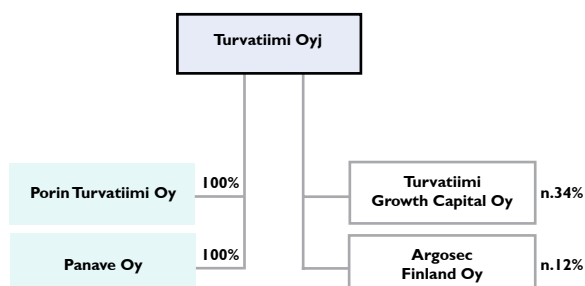 Turvatiimi Oyj
Porin Turvatiimi Oy
100%
Turvatiimi
Growth Capital Oy
n.34%
Panave Oy
100%
Argosec
Finland Oy
n.12%